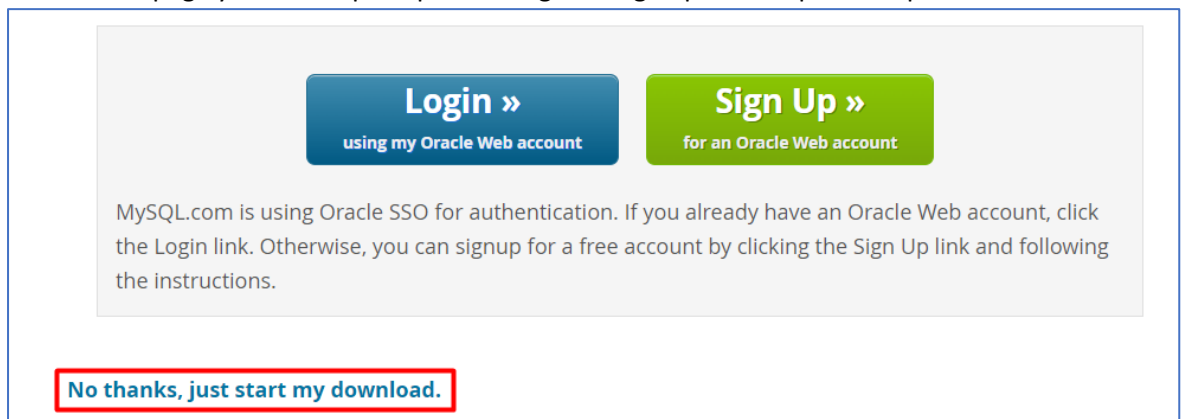 Login »
using my Oracle Web account
Sign Up »
for an Oracle Web account
MySQL.com is using Oracle SSO for authentication. If you already have an Oracle Web account, click
the Login link. Otherwise, you can signup for a free account by clicking the Sign Up link and following
the instructions.
No thanks, just start my download.